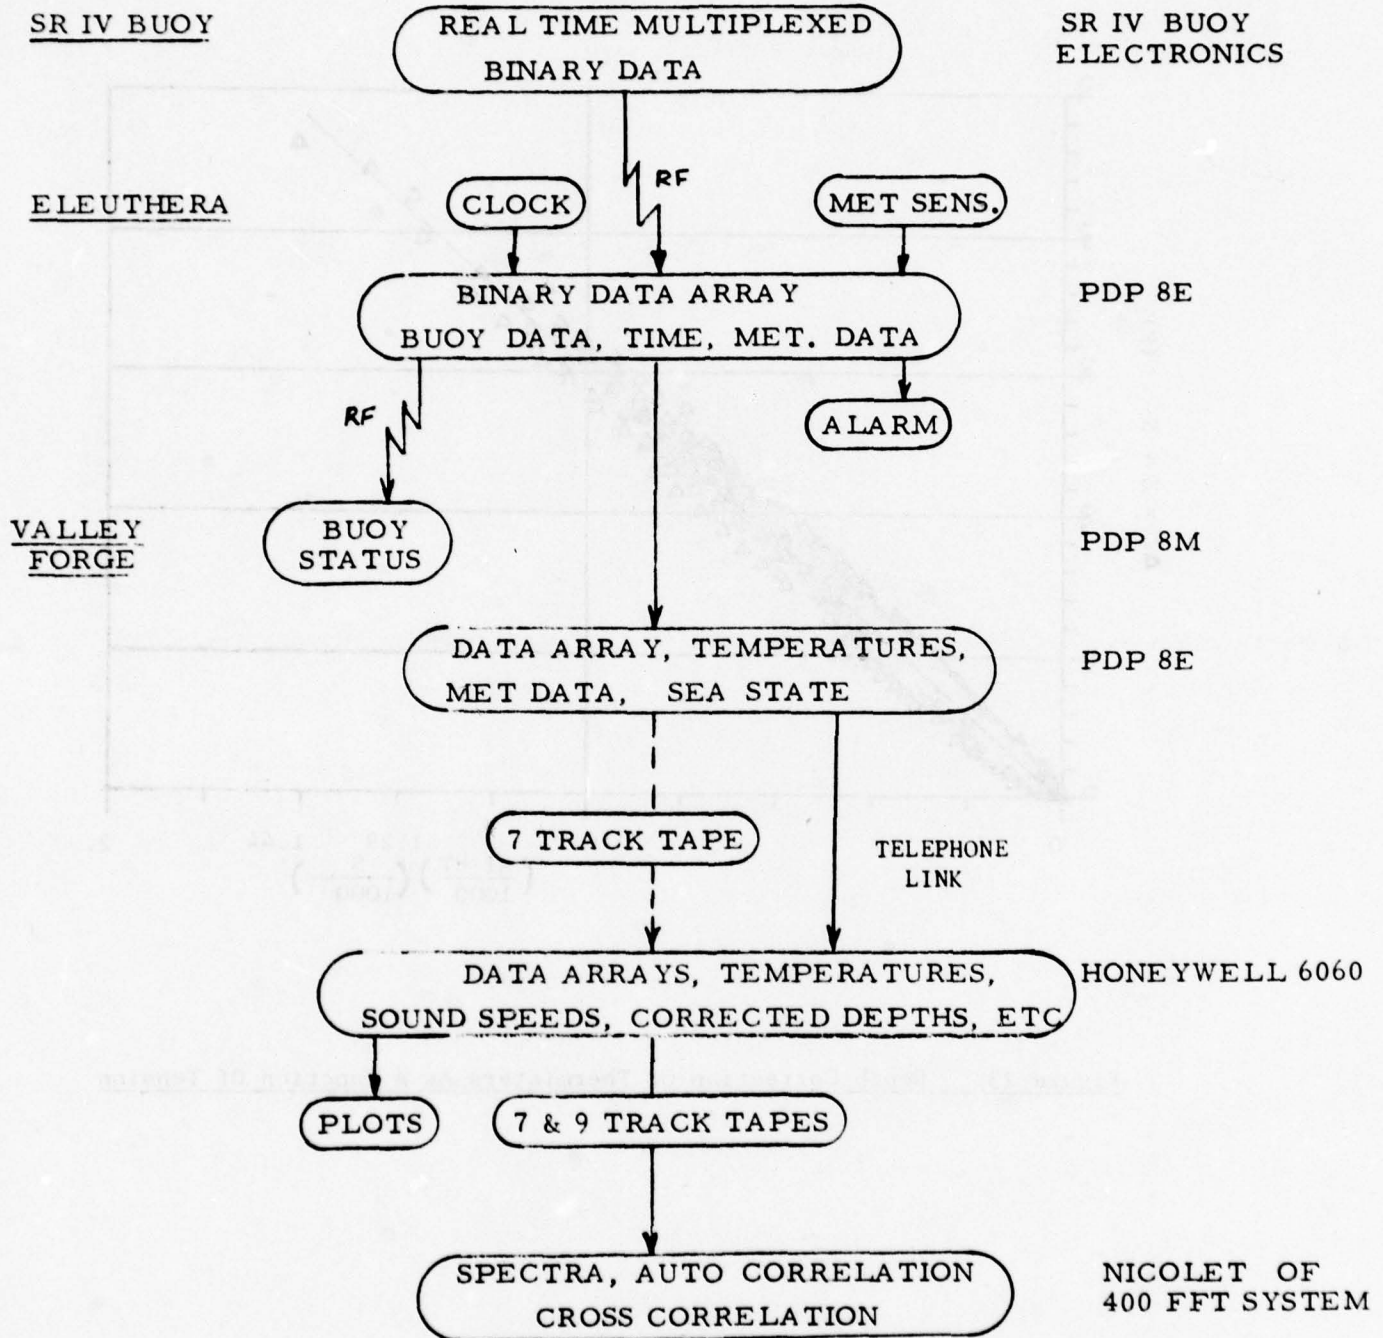 SR IV BUOY
REAL TIME MULTIPLEXED
BINARY DATA
SR IV BUOY
ELECTRONICS
RF
ELEUTHERA
CLOCK
MET SENS.
BINARY DATA ARRAY
BUOY DATA, TIME, MET. DATA
PDP 8E
RF
ALARM
VALLEY
FORGE
BUOY
STATUS
PDP 8M
DATA ARRAY, TEMPERATURES,
MET DATA, SEA STATE
PDP 8E
7 TRACK TAPE
TELEPHONE
LINK
DATA ARRAYS, TEMPERATURES,
SOUND SPEEDS, CORRECTED DEPTHS, ETC
HONEYWELL 6060
PLOTS
7 & 9 TRACK TAPES
SPECTRA, AUTO CORRELATION
CROSS CORRELATION
NICOLET OF
400 FFT SYSTEM